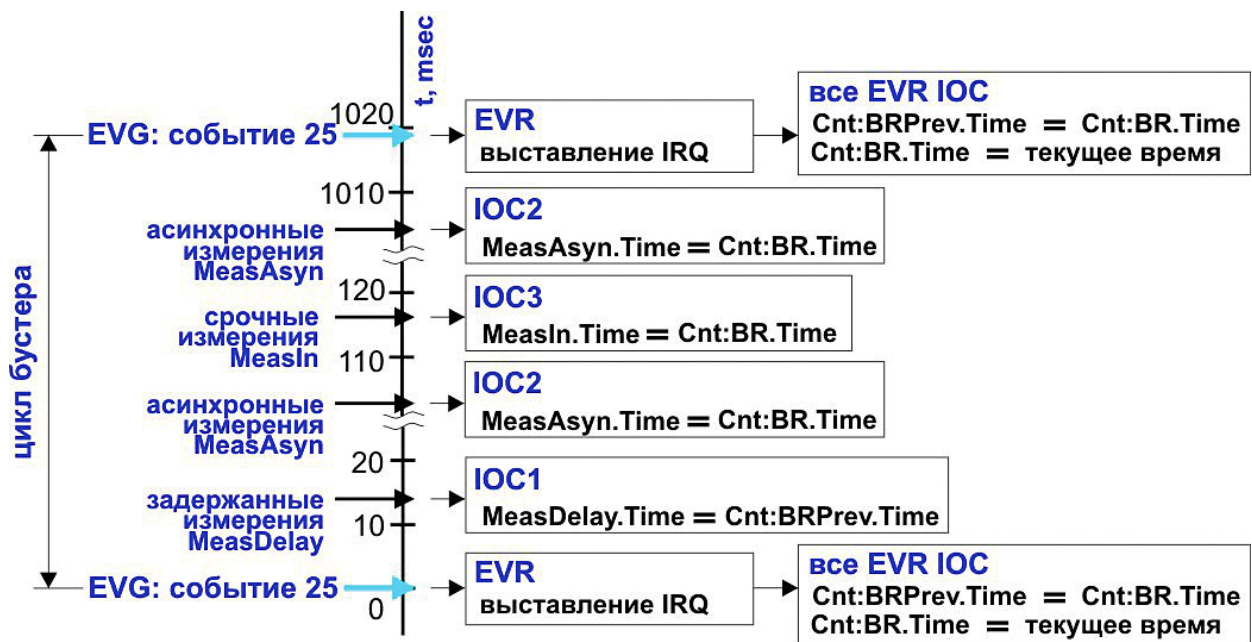 t, msec
1020
EVG: событие 25
EVR
выставление IRQ
все EVR IOC
Cnt:BRPrev.Time = Cnt:BR.Time
Cnt:BR.Time = текущее время
1010
асинхронные
измерения
MeasAsyn
IOC2
MeasAsyn.Time = Cnt:BR.Time
цикл бустера
120
срочные
измерения
MeasIn
110
IOC3
MeasIn.Time = Cnt:BR.Time
асинхронные
измерения
MeasAsyn
IOC2
MeasAsyn.Time = Cnt:BR.Time
20
задержанные
измерения
MeasDelay
10
IOC1
MeasDelay.Time = Cnt:BRPrev.Time
EVG: событие 25
0
EVR
выставление IRQ
все EVR IOC
Cnt:BRPrev.Time = Cnt:BR.Time
Cnt:BR.Time = текущее время